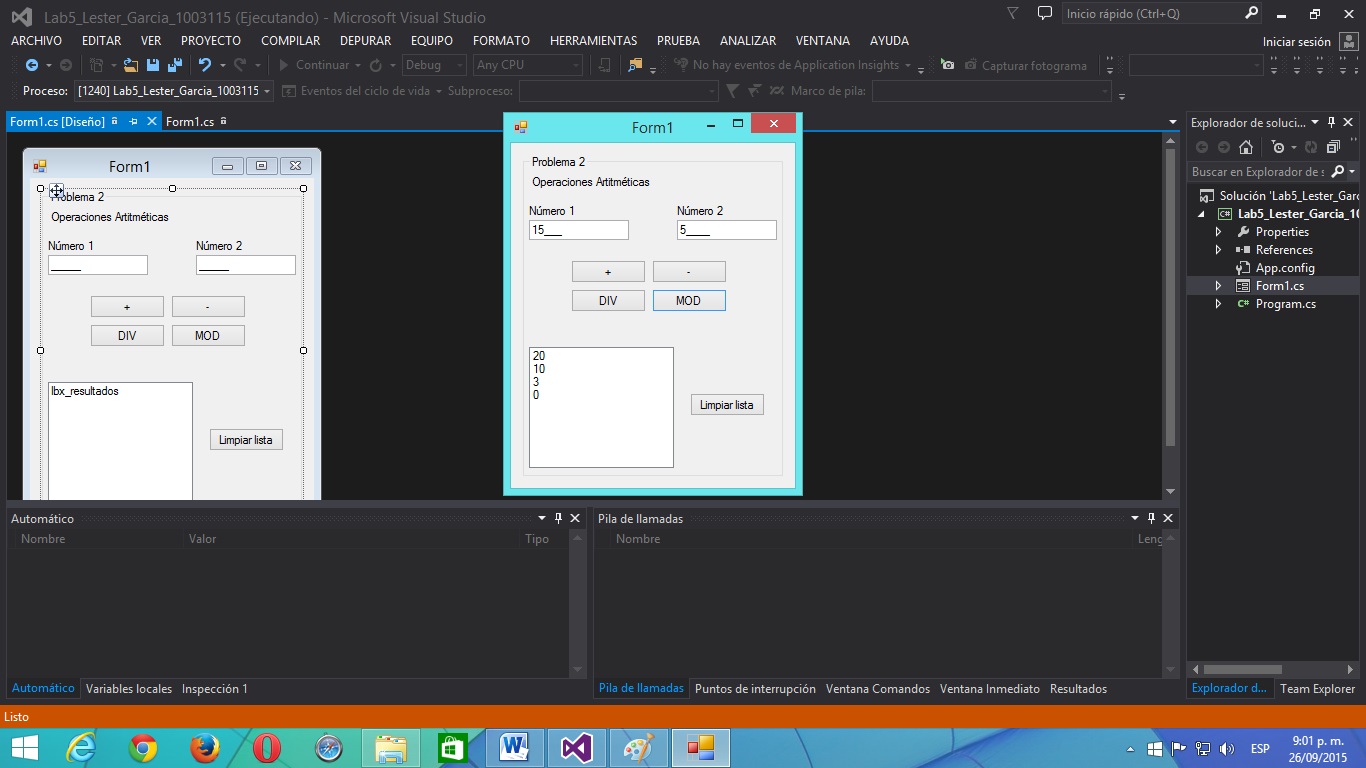 Lab5_Lester_Garcia_1003115 (Ejecutando) - Microsoft Visual Studio
Inicio rápido (Ctrl+Q)
ARCHIVO EDITAR VER PROYECTO COMPILAR DEPURAR EQUIPO FORMATO HERRAMIENTAS PRUEBA ANALIZAR VENTANA AYUDA
Iniciar sesión
Continuar Debug Any CPU No hay eventos de Application Insights Capturar fotograma
Proceso: [1240] Lab5_Lester_Garcia_1003115 Eventos del ciclo de vida Subproceso: Marco de pila:
Form1.cs [Diseño] Form1.cs
Form1
Problema 2
Operaciones Artitméticas
Número 1 Número 2
_____ _____
+ -
DIV MOD
lbx_resultados
Limpiar lista
Form1
Problema 2
Operaciones Artitméticas
Número 1 Número 2
15___ 5____
+ -
DIV MOD
20
10
3
0
Limpiar lista
Explorador de soluci...
Buscar en Explorador de s
Solución 'Lab5_Lester_Garc
C# Lab5_Lester_Garcia_10
Properties
References
App.config
Form1.cs
C# Program.cs
Automático
Nombre Valor Tipo
Automático Variables locales Inspección 1
Pila de llamadas
Nombre Leng
Pila de llamadas Puntos de interrupción Ventana Comandos Ventana Inmediato Resultados
Explorador d... Team Explorer
Listo
ESP
9:01 p. m.
26/09/2015